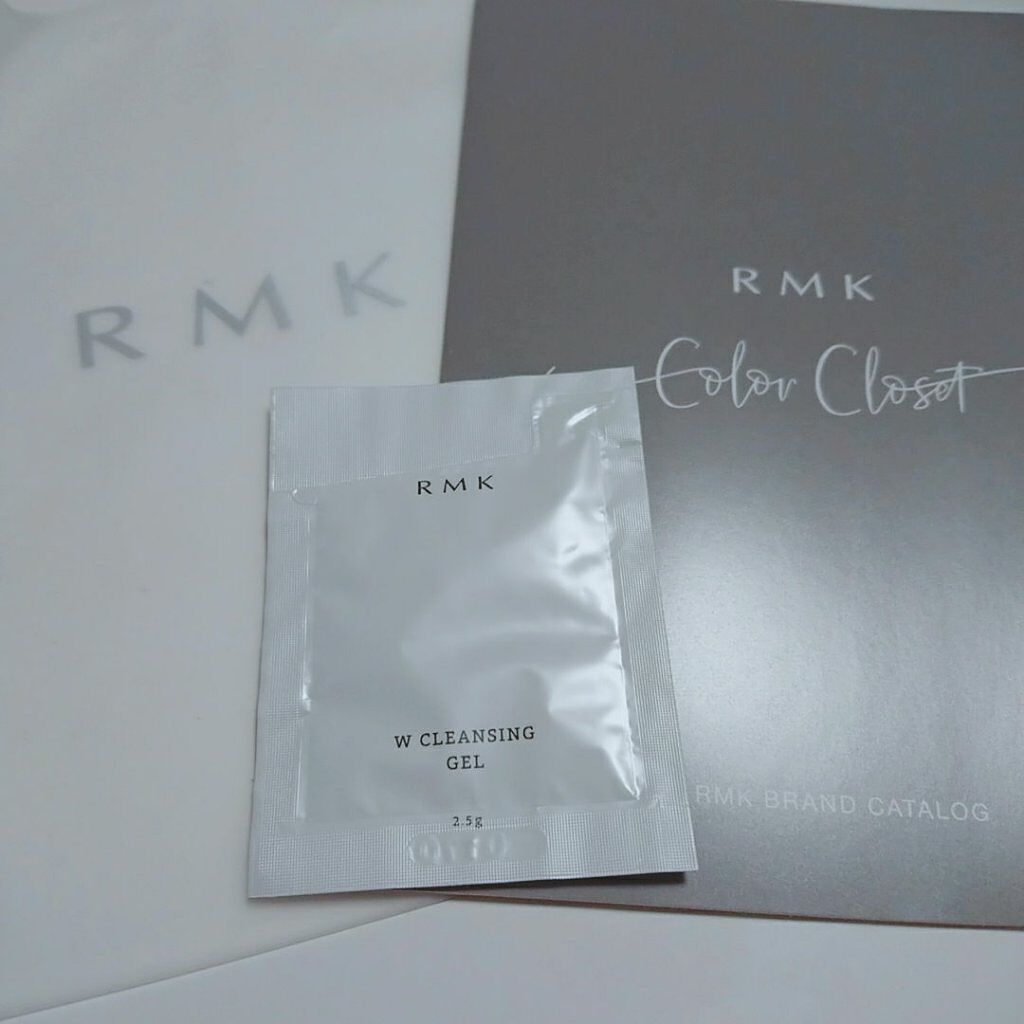 RMK
RMK
Color Closet
RMK BRAND CATALOG
RMK
W CLEANSING
GEL
2.5g